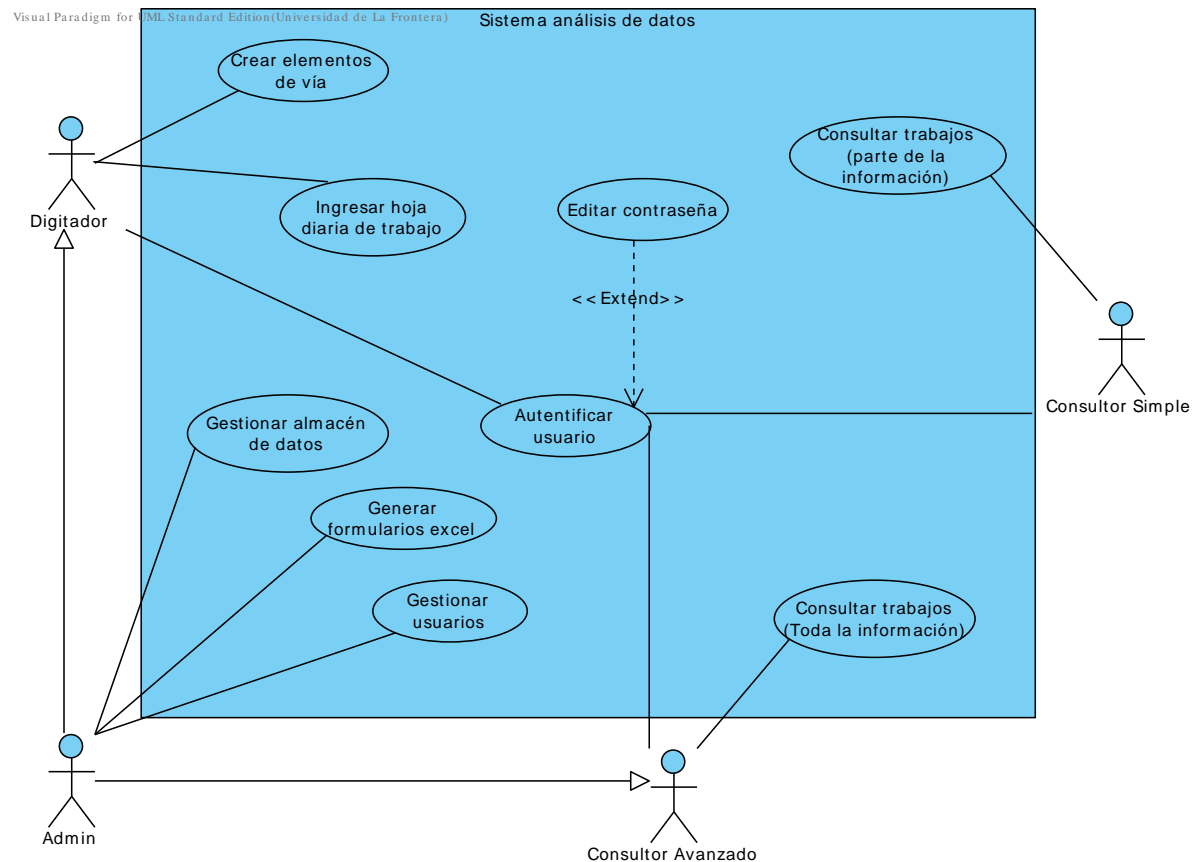 Visual Paradigm for UML Standard Edition(Universidad de La Frontera)
Sistema análisis de datos
Crear elementos
de vía
Consultar trabajos
(parte de la
información)
Digitador
Ingresar hoja
diaria de trabajo
Editar contraseña
<<Extend>>
Consultor Simple
Gestionar almacén
de datos
Autentificar
usuario
Generar
formularios excel
Gestionar
usuarios
Consultar trabajos
(Toda la información)
Admin
Consultor Avanzado